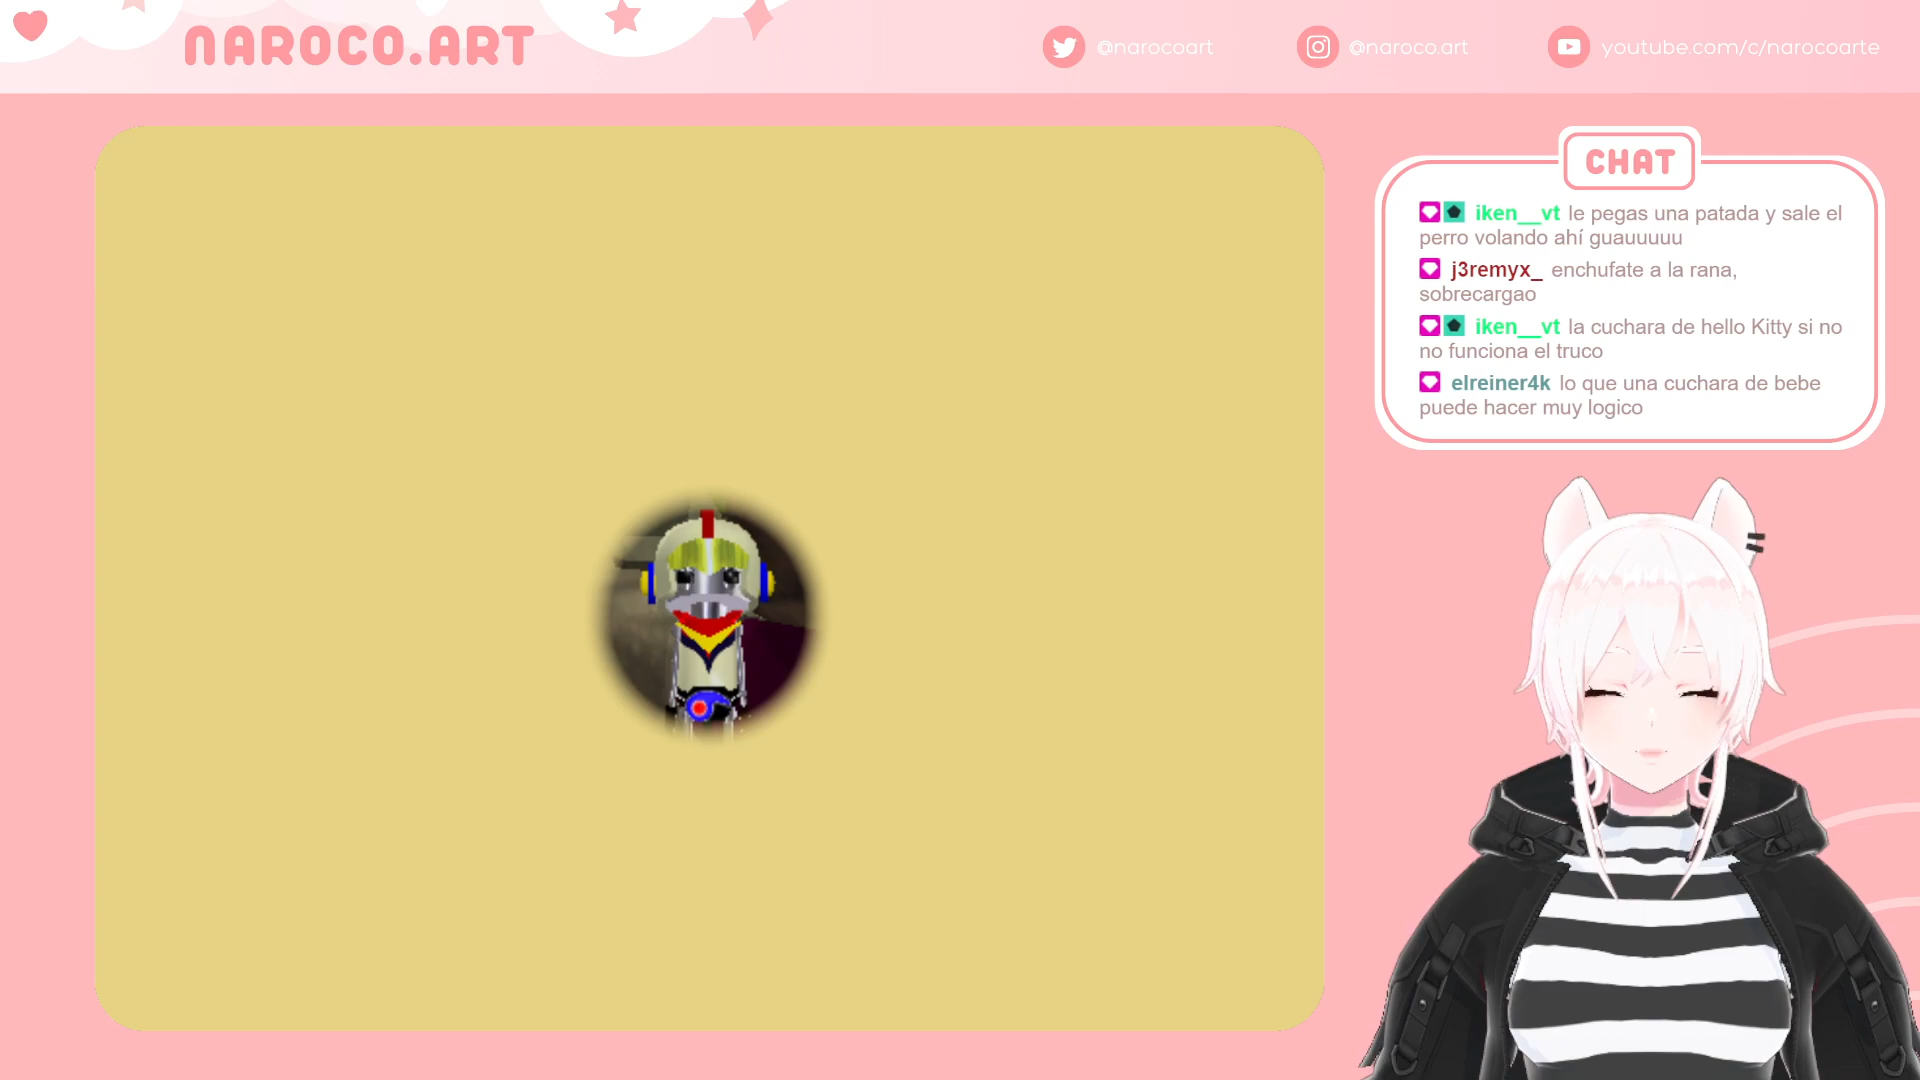 NAROCO.ART
@narocoart
@naroco.art
youtube.com/c/narocoarte
CHAT
iken__vt le pegas una patada y sale el
perro volando ahí guauuuuu
j3remyx_ enchufate a la rana,
sobrecargao
iken__vt la cuchara de hello Kitty si no
no funciona el truco
elreiner4k lo que una cuchara de bebe
puede hacer muy logico